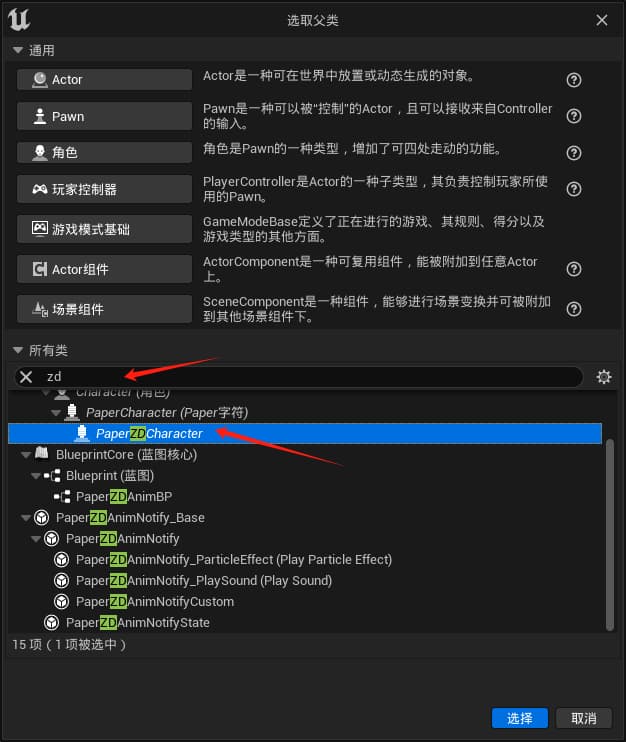 选取父类
通用
Actor
Actor是一种可在世界中放置或动态生成的对象。
Pawn
Pawn是一种可以被“控制”的Actor，且可以接收来自Controller
的输入。
角色
角色是Pawn的一种类型，增加了可四处走动的功能。
玩家控制器
PlayerController是Actor的一种子类型，其负责控制玩家所使
用的Pawn。
游戏模式基础
GameModeBase定义了正在进行的游戏、其规则、得分以及
游戏类型的其他方面。
Actor组件
ActorComponent是一种可复用组件，能被附加到任意Actor
上。
场景组件
SceneComponent是一种组件，能够进行场景变换并可被附加
到其他场景组件下。
所有类
zd
Character (角色)
PaperCharacter (Paper字符)
PaperZDCharacter
BlueprintCore (蓝图核心)
Blueprint (蓝图)
PaperZDAnimBP
PaperZDAnimNotify_Base
PaperZDAnimNotify
PaperZDAnimNotify_ParticleEffect (Play Particle Effect)
PaperZDAnimNotify_PlaySound (Play Sound)
PaperZDAnimNotifyCustom
PaperZDAnimNotifyState
15 项（1 项被选中）
选择
取消